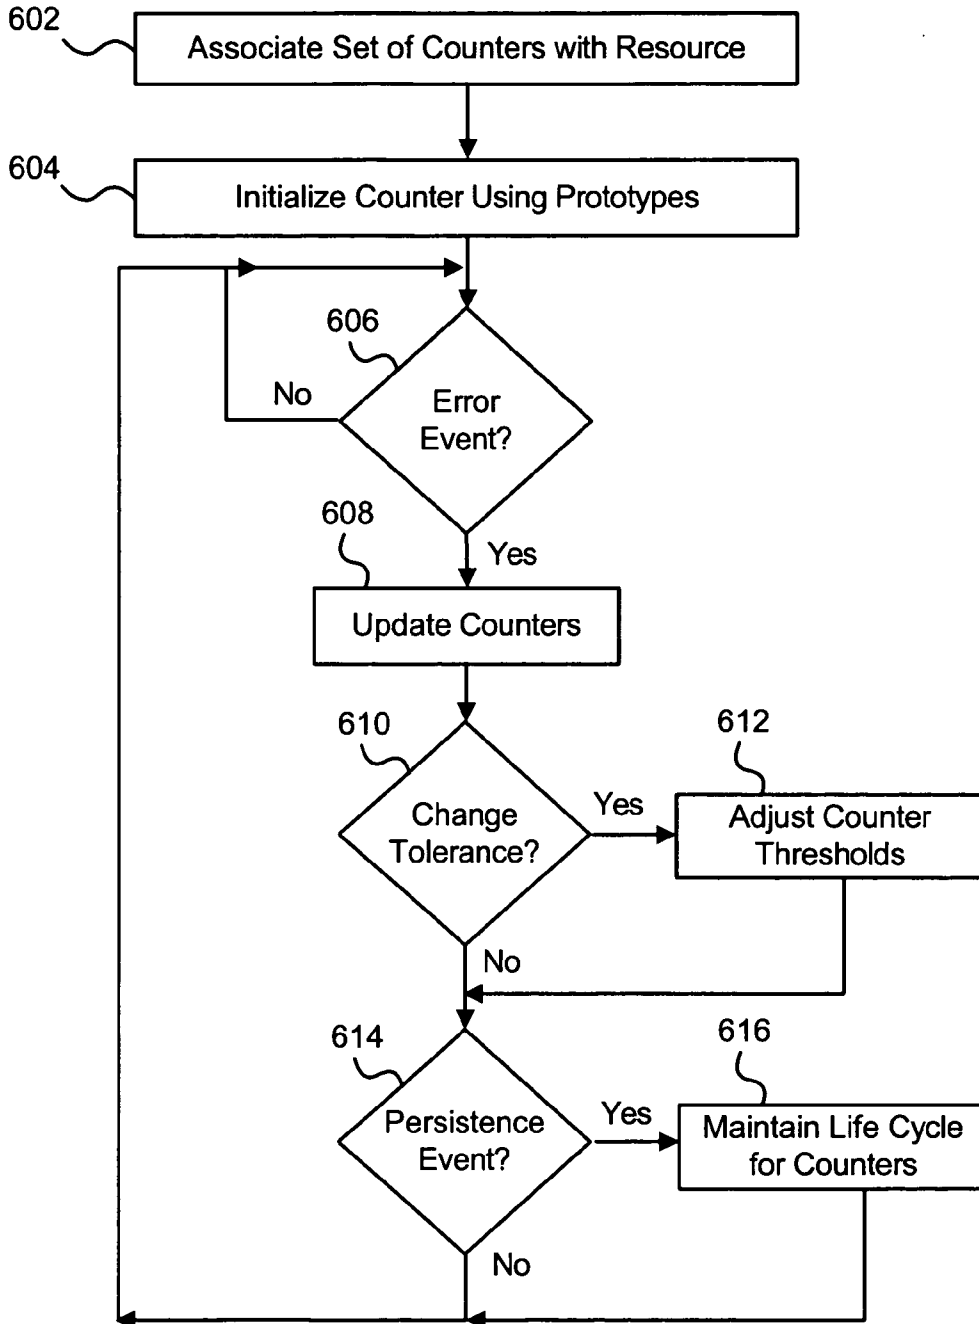 602
Associate Set of Counters with Resource
604
Initialize Counter Using Prototypes
606
No
Error
Event?
608
Yes
Update Counters
610
612
Change
Tolerance?
Yes
Adjust Counter
Thresholds
No
614
616
Persistence
Event?
Yes
Maintain Life Cycle
for Counters
No